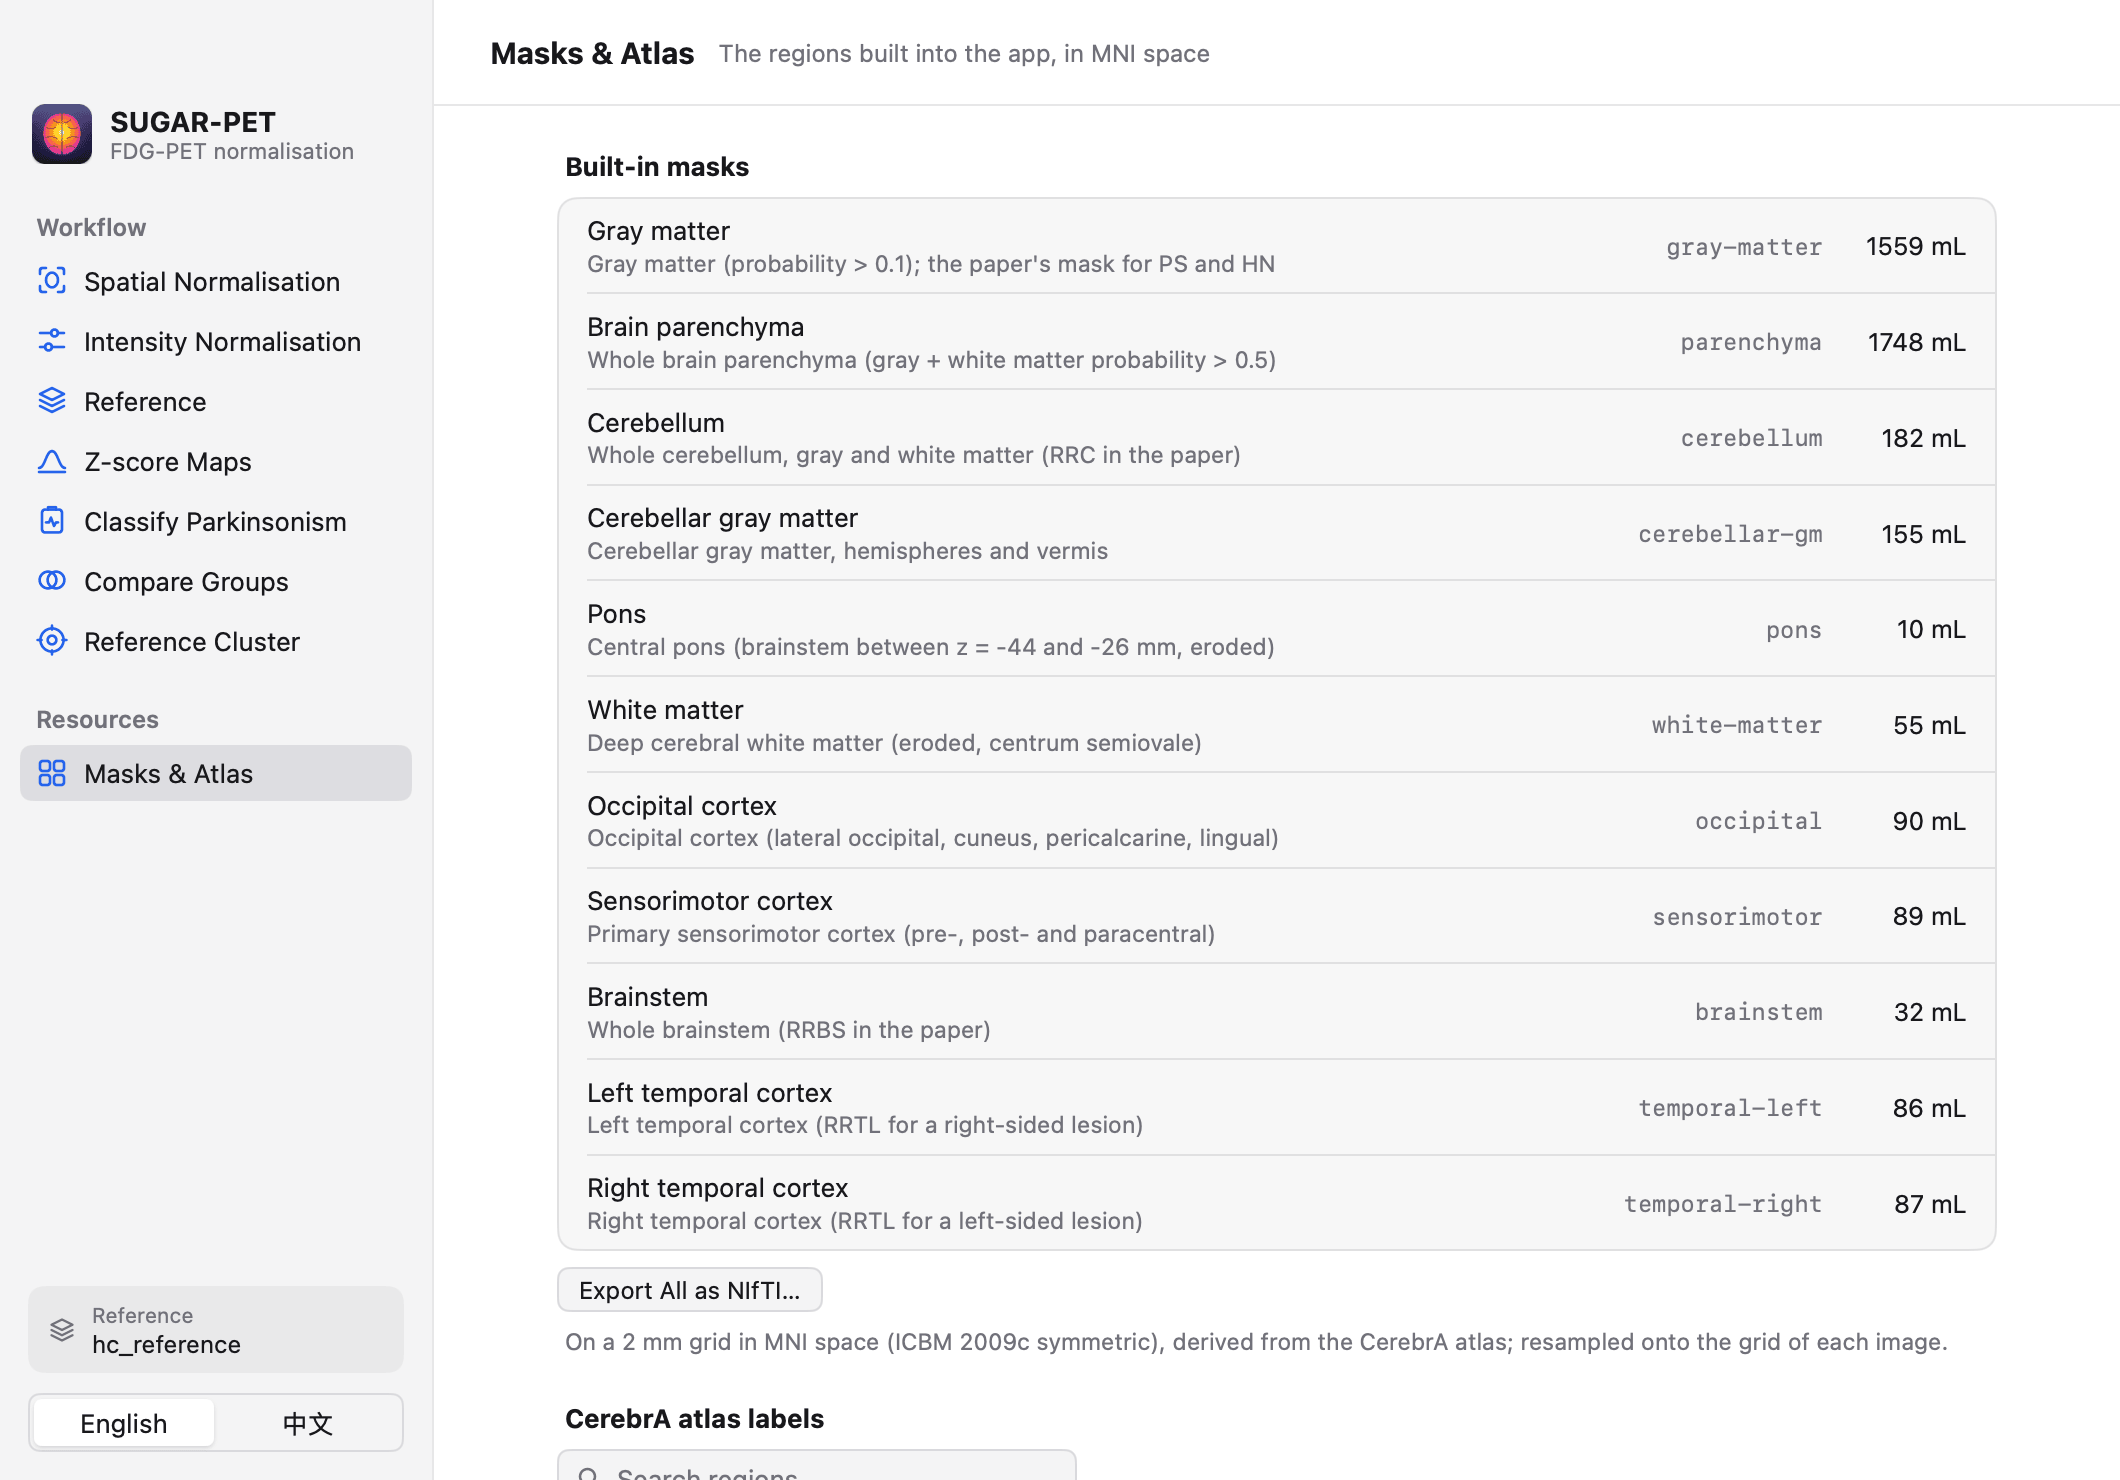 Masks & Atlas The regions built into the app, in MNI space
SUGAR-PET
FDG-PET normalisation
Workflow
Spatial Normalisation
Intensity Normalisation
Reference
Z-score Maps
Classify Parkinsonism
Compare Groups
Reference Cluster
Resources
Masks & Atlas
Reference
hc_reference
English 中文
Built-in masks
Gray matter
Gray matter (probability > 0.1); the paper's mask for PS and HN
gray-matter 1559 mL
Brain parenchyma
Whole brain parenchyma (gray + white matter probability > 0.5)
parenchyma 1748 mL
Cerebellum
Whole cerebellum, gray and white matter (RRC in the paper)
cerebellum 182 mL
Cerebellar gray matter
Cerebellar gray matter, hemispheres and vermis
cerebellar-gm 155 mL
Pons
Central pons (brainstem between z = -44 and -26 mm, eroded)
pons 10 mL
White matter
Deep cerebral white matter (eroded, centrum semiovale)
white-matter 55 mL
Occipital cortex
Occipital cortex (lateral occipital, cuneus, pericalcarine, lingual)
occipital 90 mL
Sensorimotor cortex
Primary sensorimotor cortex (pre-, post- and paracentral)
sensorimotor 89 mL
Brainstem
Whole brainstem (RRBS in the paper)
brainstem 32 mL
Left temporal cortex
Left temporal cortex (RRTL for a right-sided lesion)
temporal-left 86 mL
Right temporal cortex
Right temporal cortex (RRTL for a left-sided lesion)
temporal-right 87 mL
Export All as NIfTI...
On a 2 mm grid in MNI space (ICBM 2009c symmetric), derived from the CerebrA atlas; resampled onto the grid of each image.
CerebrA atlas labels
Search regions